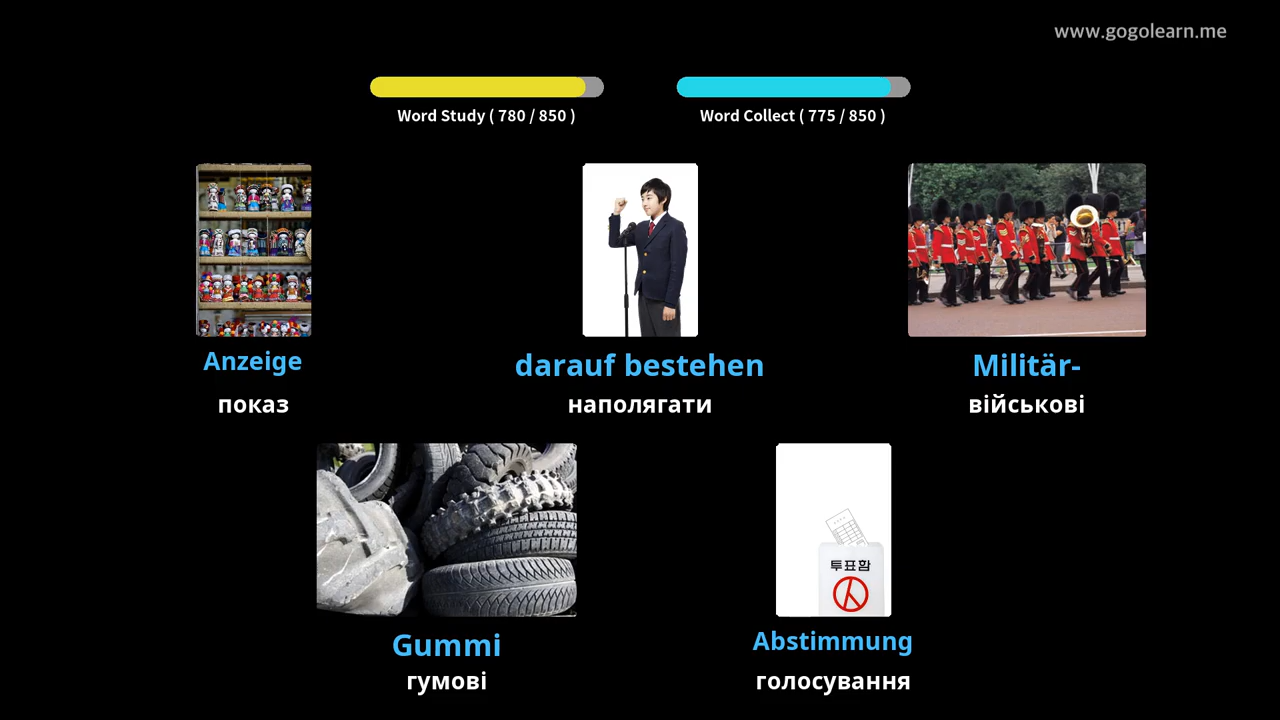 www.gogolearn.me
Word Study ( 780 / 850 )
Word Collect ( 775 / 850 )
Anzeige
показ
darauf bestehen
наполягати
Militär-
військові
투표함
Gummi
гумові
Abstimmung
голосування